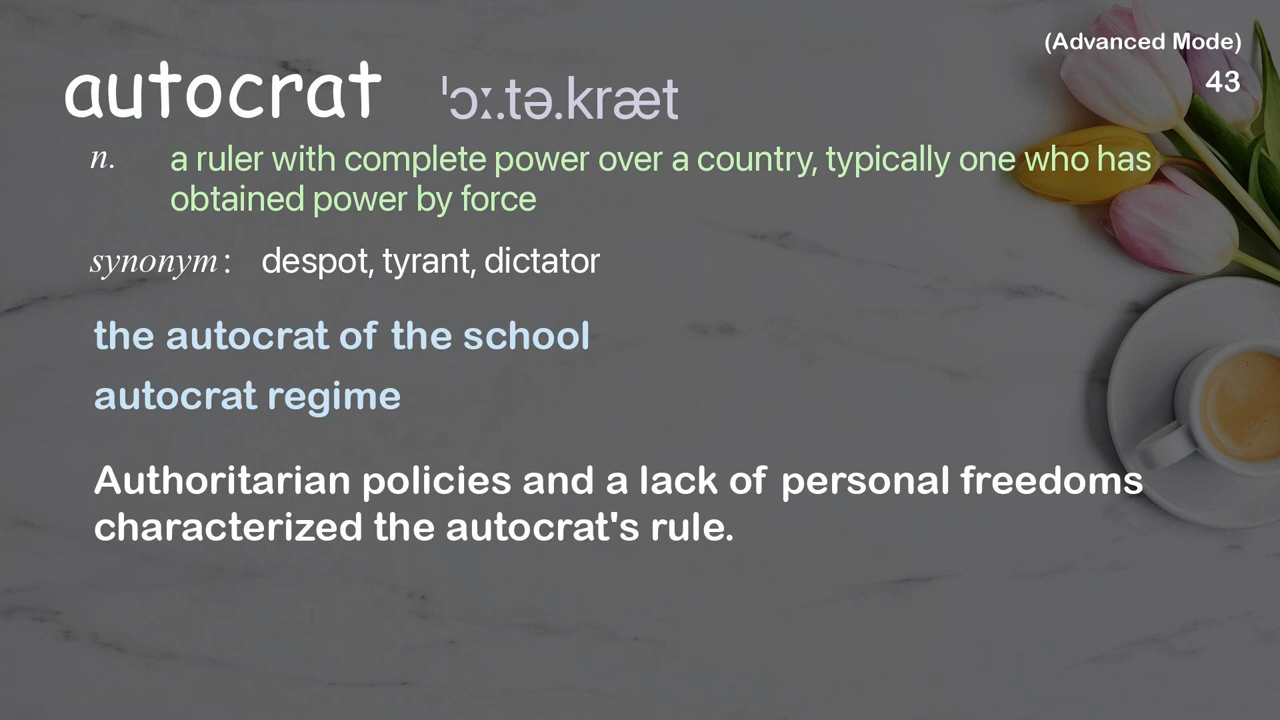 (Advanced Mode)
43
autocrat ˈɔː.tə.kræt
n. a ruler with complete power over a country, typically one who has
obtained power by force
synonym: despot, tyrant, dictator
the autocrat of the school
autocrat regime
Authoritarian policies and a lack of personal freedoms
characterized the autocrat's rule.